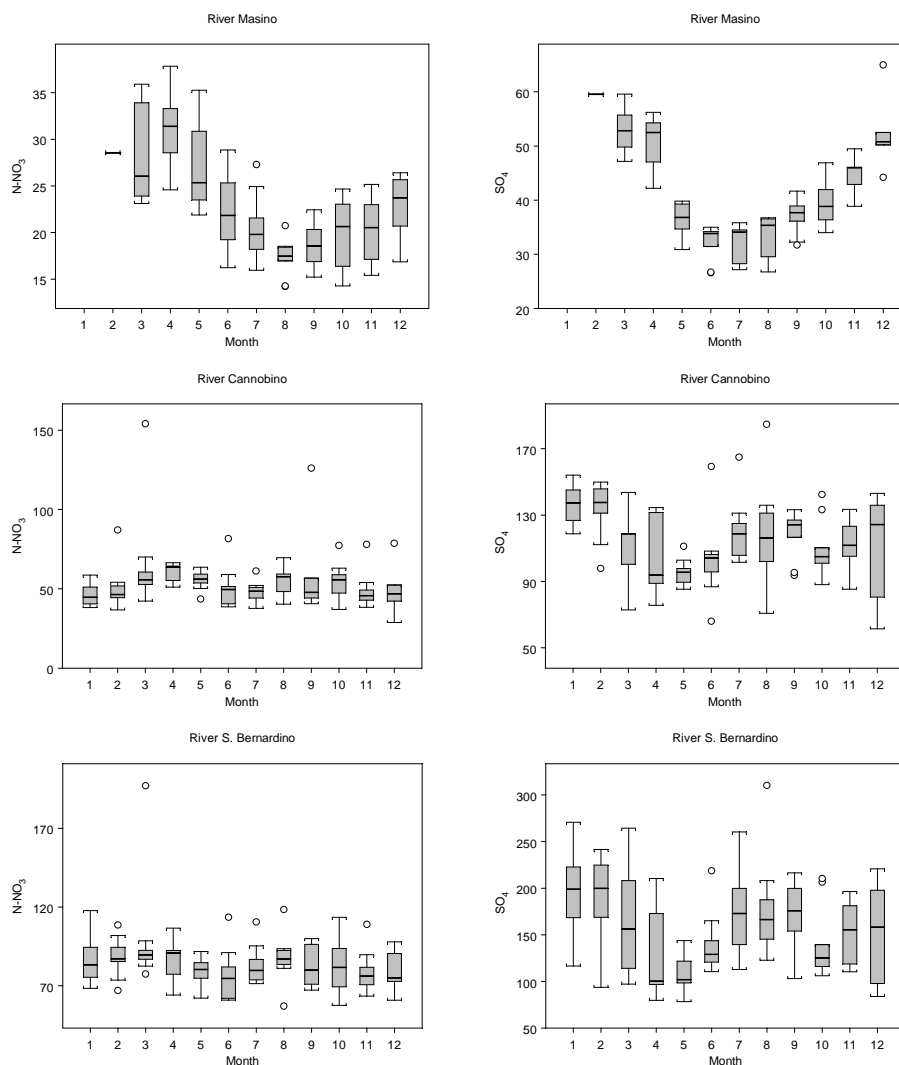 River Masino
N-NO3
35
30
25
20
15
1 2 3 4 5 6 7 8 9 10 11 12
Month
River Masino
SO4
60
50
40
30
20
1 2 3 4 5 6 7 8 9 10 11 12
Month
River Cannobino
N-NO3
150
100
50
0
1 2 3 4 5 6 7 8 9 10 11 12
Month
River Cannobino
SO4
170
130
90
50
1 2 3 4 5 6 7 8 9 10 11 12
Month
River S. Bernardino
N-NO3
170
120
70
1 2 3 4 5 6 7 8 9 10 11 12
Month
River S. Bernardino
SO4
300
250
200
150
100
50
1 2 3 4 5 6 7 8 9 10 11 12
Month